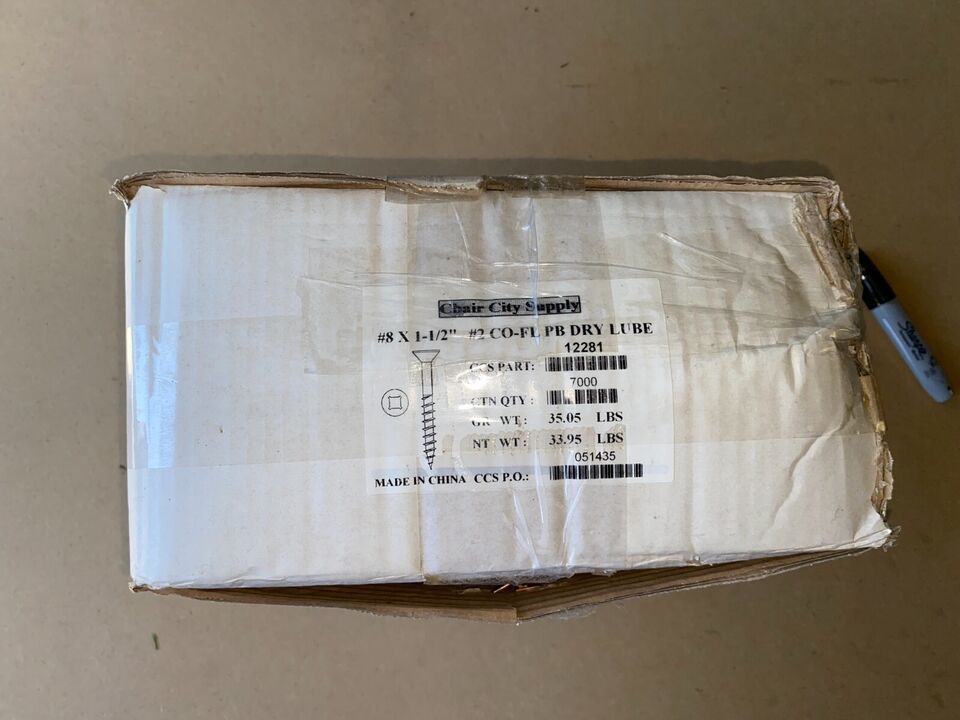 Chair City Supply
#8 X 1-1/2" #2 CO-FL PB DRY LUBE
12281
CCS PART:
7000
CTN QTY :
GR WT : 35.05 LBS
NT WT : 33.95 LBS
051435
MADE IN CHINA CCS P.O.:
Sharpie